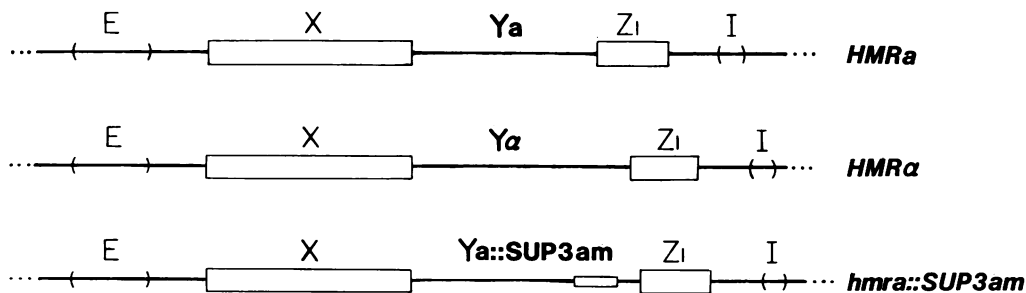 E X Ya Z1 I
... ( ) ( ) ... HMRa
E X Yα Z1 I
... ( ) ( ) ... HMRα
E X Ya::SUP3am Z1 I
... ( ) ( ) ... hmra::SUP3am